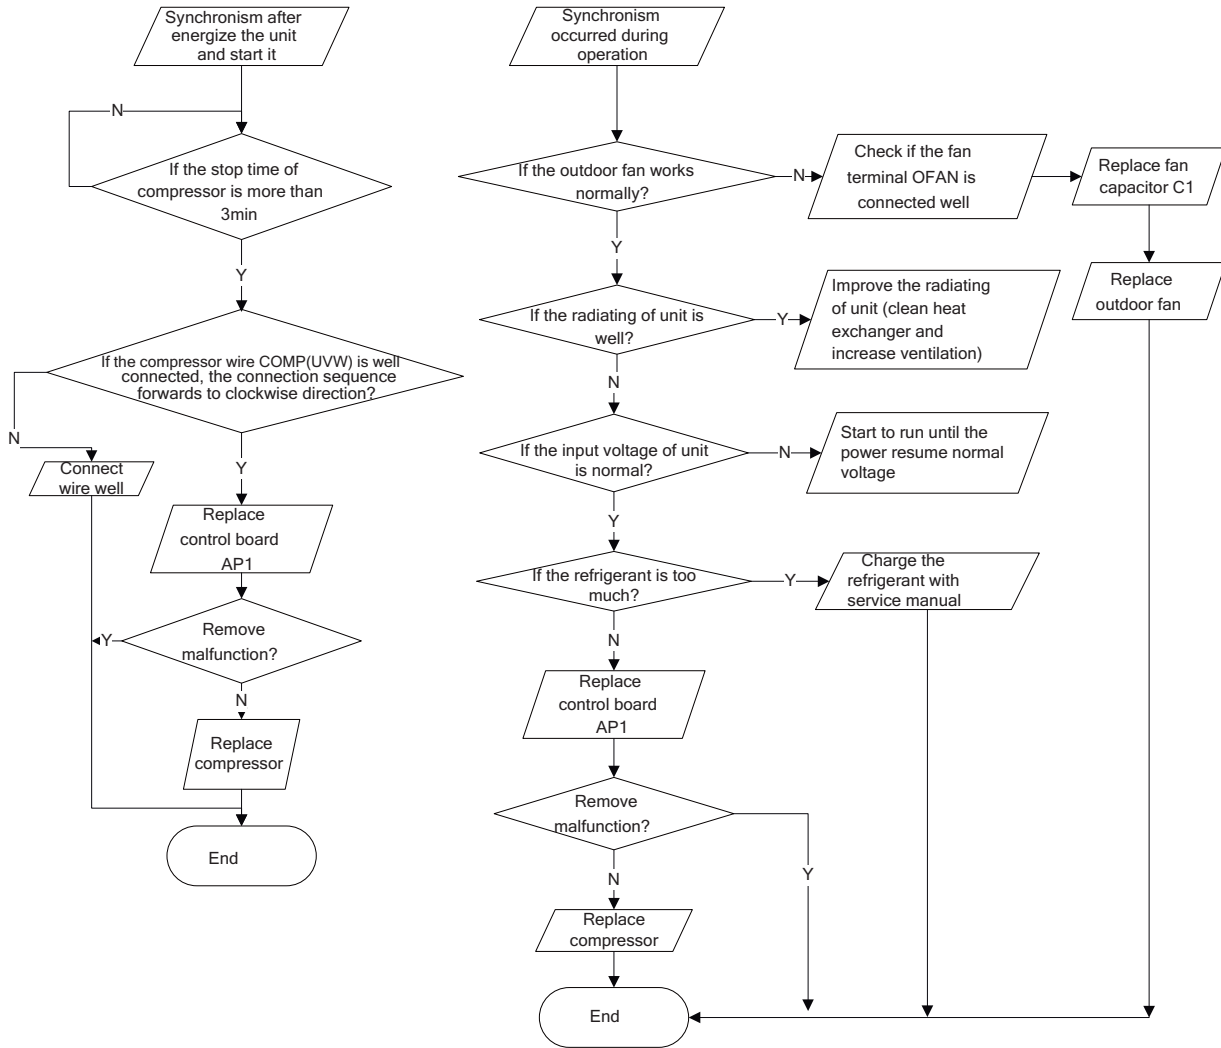 Synchronism after
energize the unit
and start it
N
If the stop time of
compressor is more than
3min
Y
If the compressor wire COMP(UVW) is well
connected, the connection sequence
forwards to clockwise direction?
N
Connect
wire well
Y
Replace
control board
AP1
Remove
malfunction?
Y
N
Replace
compressor
End
Synchronism
occurred during
operation
If the outdoor fan works
normally?
N
Check if the fan
terminal OFAN is
connected well
Replace fan
capacitor C1
Replace
outdoor fan
Y
If the radiating of unit is
well?
Y
Improve the radiating
of unit (clean heat
exchanger and
increase ventilation)
N
If the input voltage of unit
is normal?
N
Start to run until the
power resume normal
voltage
Y
If the refrigerant is too
much?
Y
Charge the
refrigerant with
service manual
N
Replace
control board
AP1
Remove
malfunction?
Y
N
Replace
compressor
End